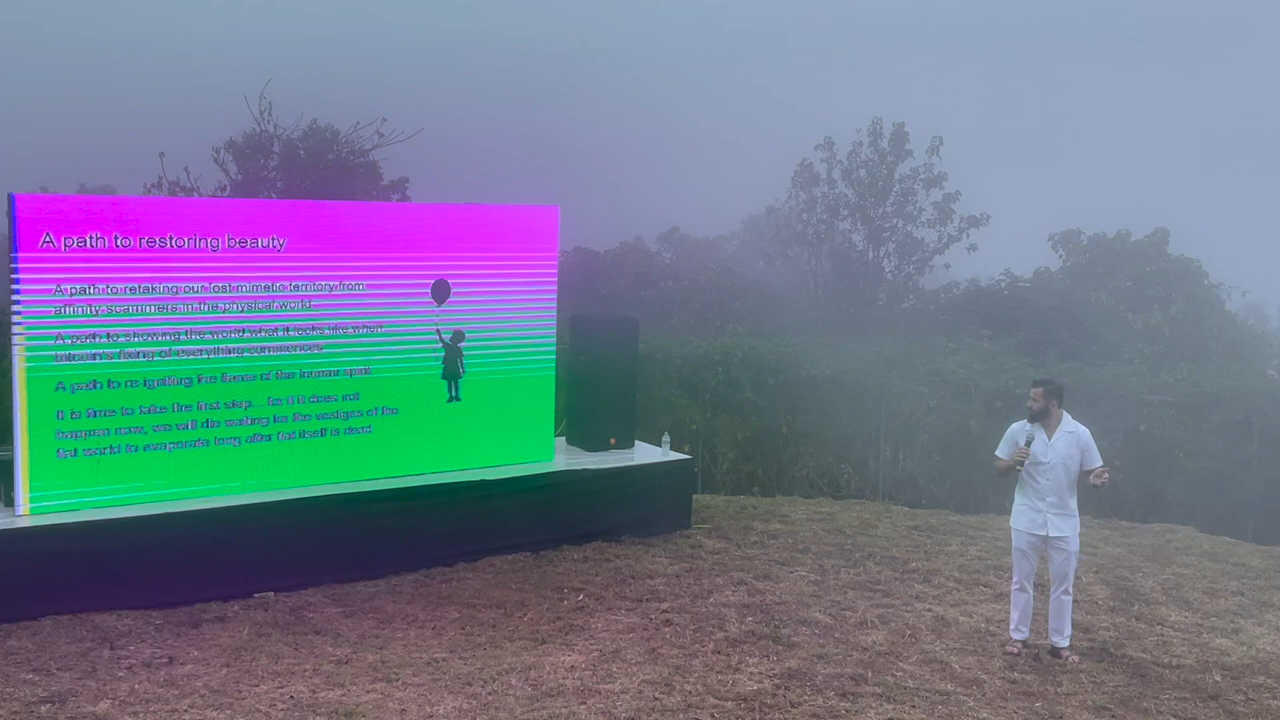 A path to restoring beauty
A path to retaking our lost mimetic territory from
affinity scammers in the physical world
A path to showing the world what it looks like when
bitcoin's fixing of everything commences
A path to re-igniting the flame of the human spirit
It is time to take the first step... for if it does not
happen now, we will die waiting for the vestiges of the
fiat world to evaporate long after fiat itself is dead